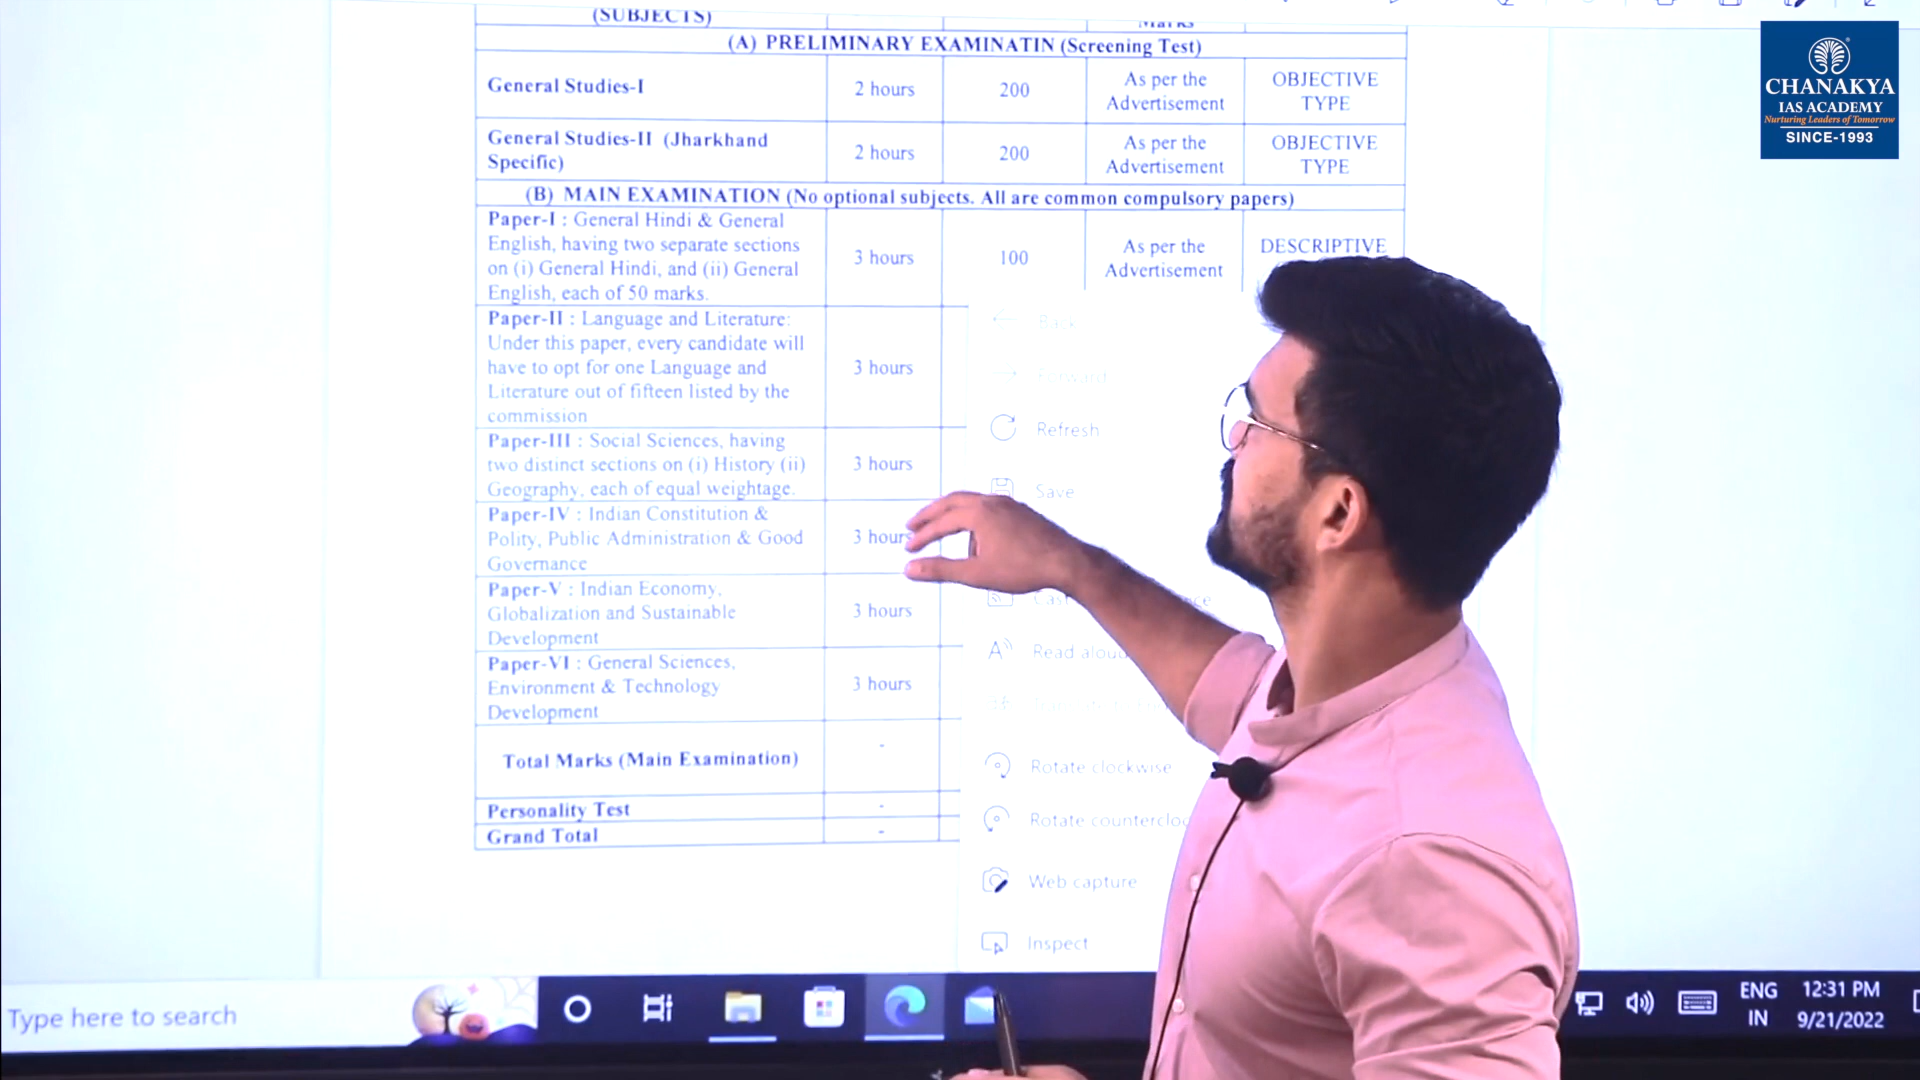 (SUBJECTS)
Marks
(A) PRELIMINARY EXAMINATIN (Screening Test)
General Studies-I
2 hours
200
As per the
Advertisement
OBJECTIVE
TYPE
General Studies-II (Jharkhand
Specific)
2 hours
200
As per the
Advertisement
OBJECTIVE
TYPE
(B) MAIN EXAMINATION (No optional subjects. All are common compulsory papers)
Paper-I : General Hindi & General
English, having two separate sections
on (i) General Hindi, and (ii) General
English, each of 50 marks.
3 hours
100
As per the
Advertisement
DESCRIPTIVE
Paper-II : Language and Literature:
Under this paper, every candidate will
have to opt for one Language and
Literature out of fifteen listed by the
commission
3 hours
Paper-III : Social Sciences, having
two distinct sections on (i) History (ii)
Geography, each of equal weightage.
3 hours
Paper-IV : Indian Constitution &
Polity, Public Administration & Good
Governance
3 hours
Paper-V : Indian Economy,
Globalization and Sustainable
Development
3 hours
Paper-VI : General Sciences,
Environment & Technology
Development
3 hours
Total Marks (Main Examination)
-
Personality Test
-
Grand Total
-
Back
Forward
Refresh
Save
Read aloud
Rotate clockwise
Rotate counterclo
Web capture
Inspect
Type here to search
ENG
IN
12:31 PM
9/21/2022
CHANAKYA
IAS ACADEMY
Nurturing Leaders of Tomorrow
SINCE-1993